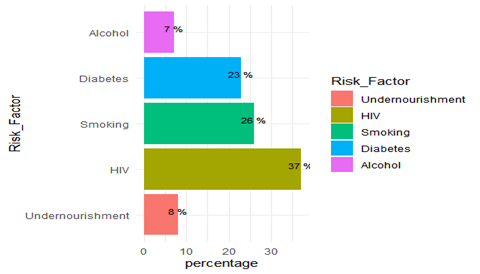 Risk_Factor
Alcohol
7 %
Diabetes
23 %
Smoking
26 %
HIV
37 %
Undernourishment
8 %
0
10
20
30
percentage
Risk_Factor
Undernourishment
HIV
Smoking
Diabetes
Alcohol